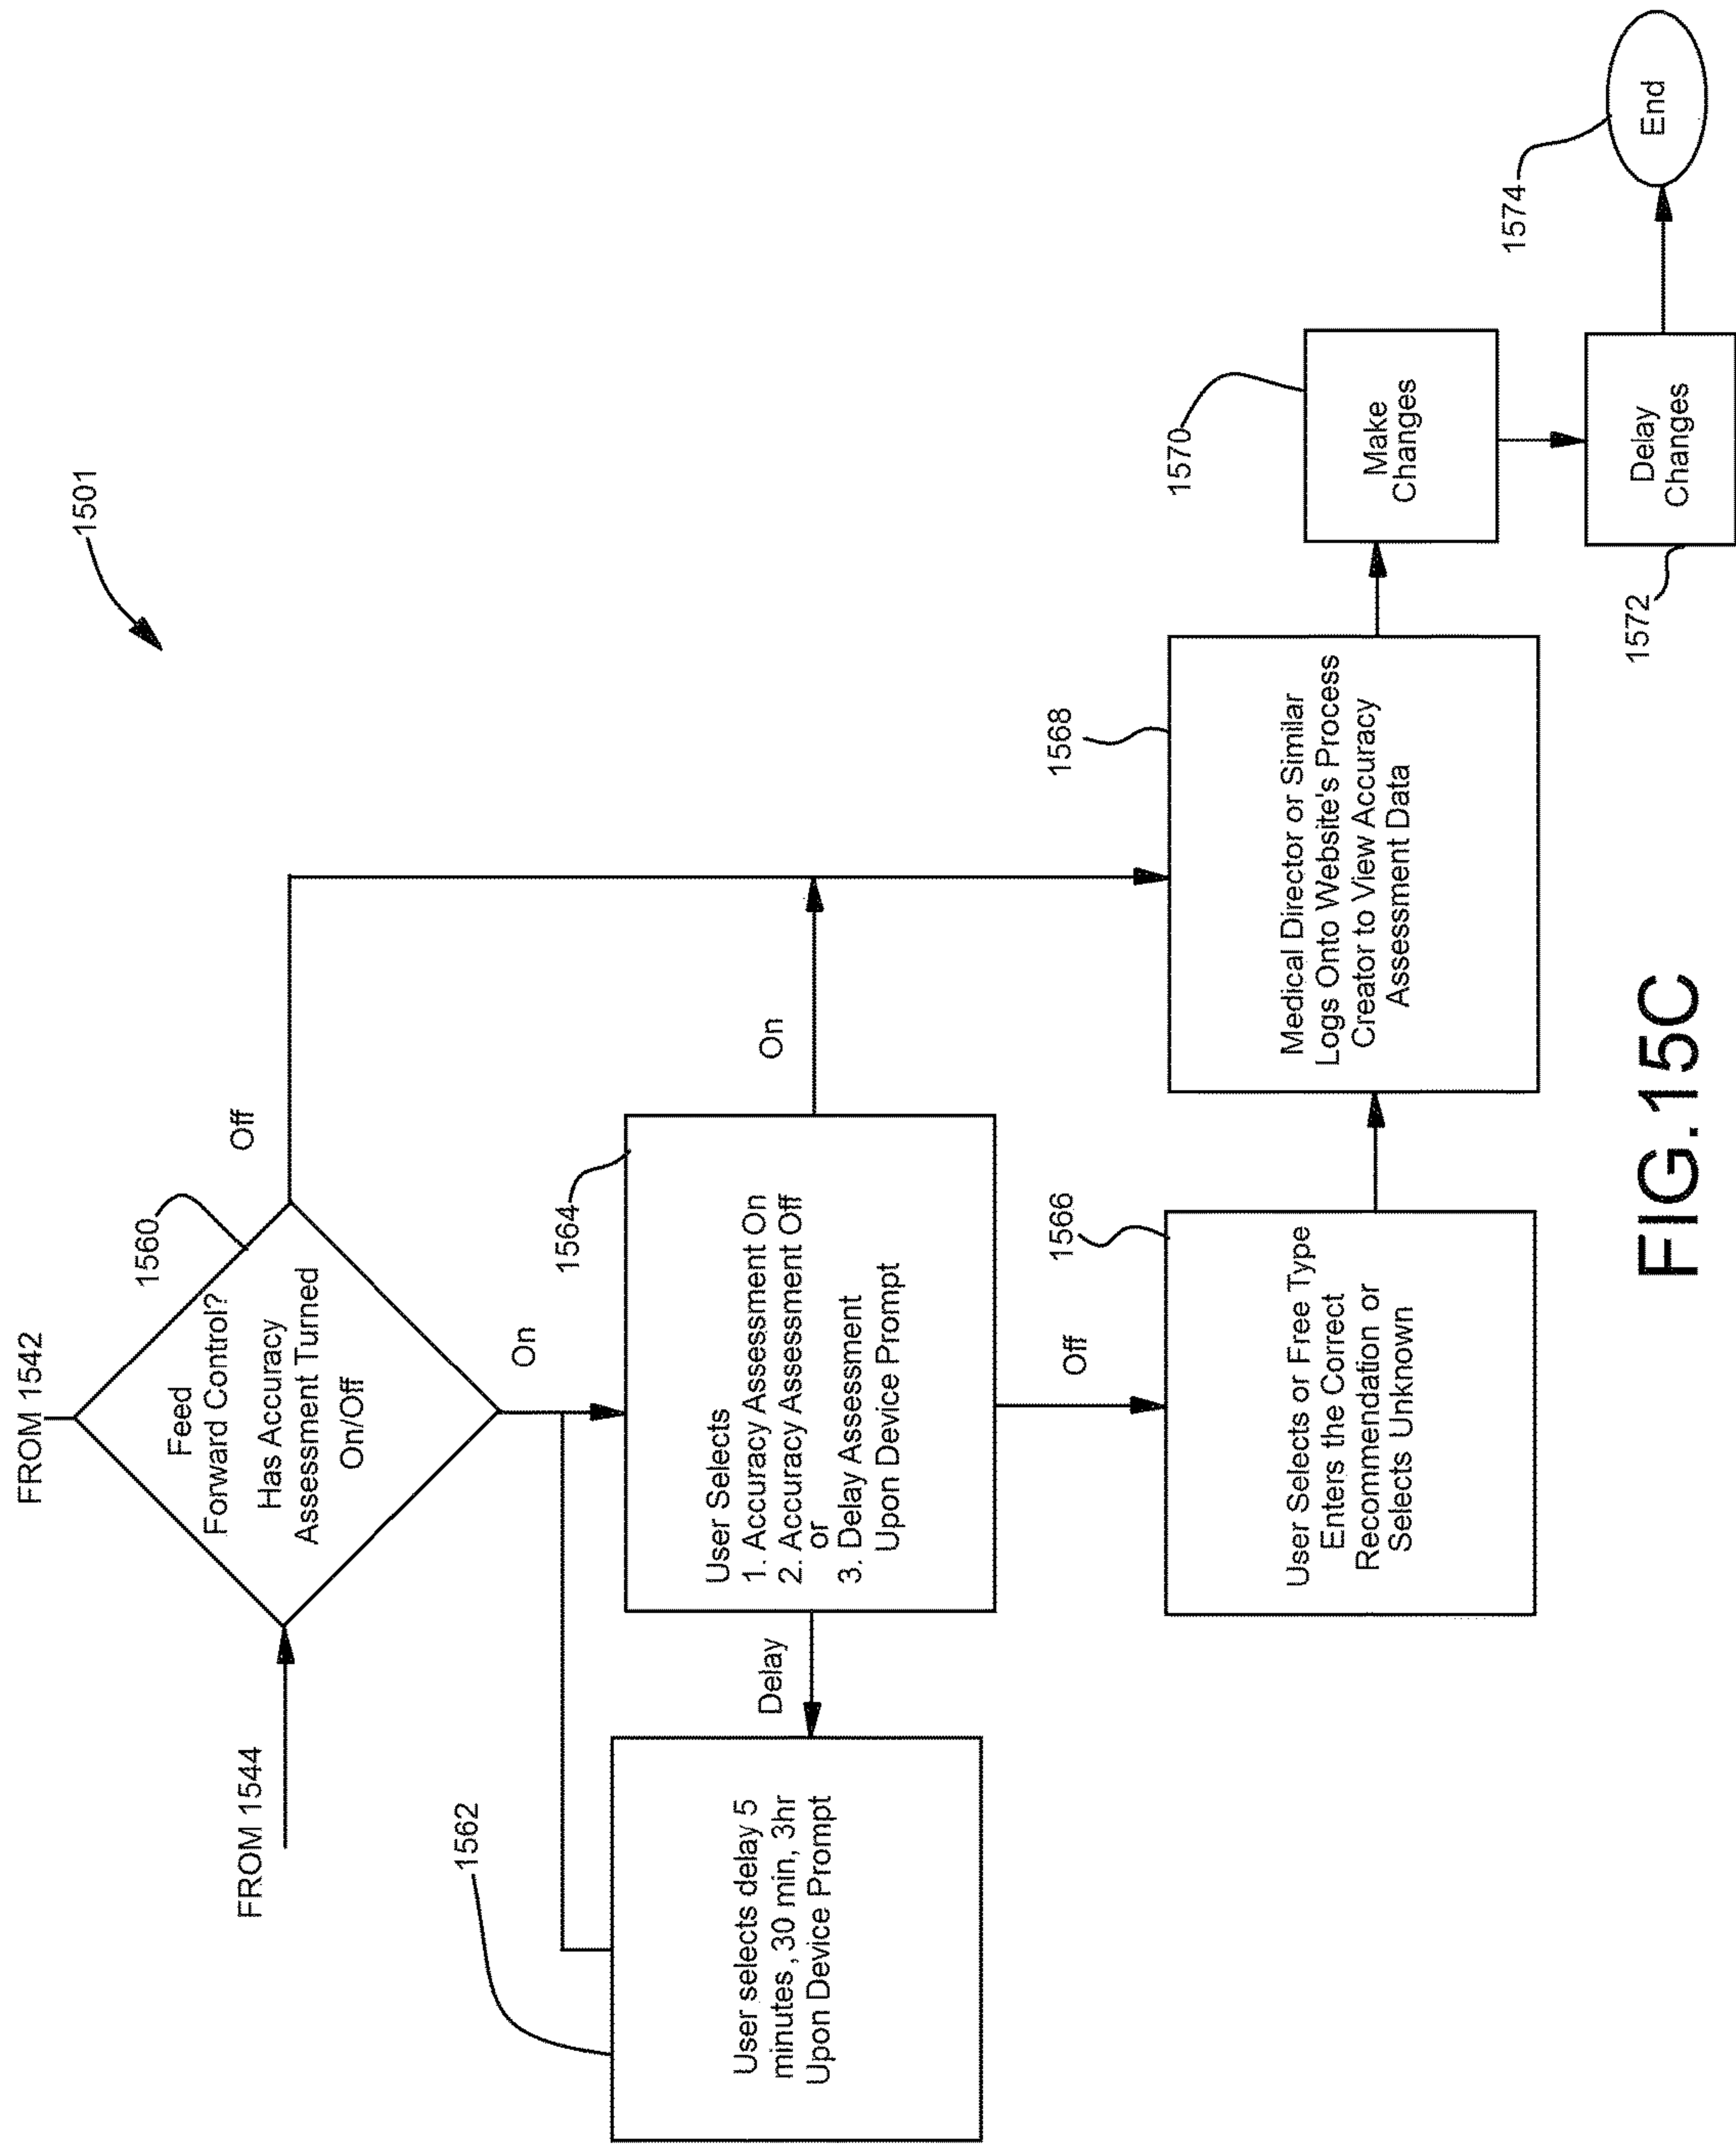 1501
FROM 1542
1560
Feed
Forward Control?
Has Accuracy
Assessment Tunned
On/Off
Off
FROM 1544
On
1562
User selects delay 5
minutes, 30 min, 3hr
Upon Device Prompt
Delay
1564
User Selects
1. Accuracy Assessment On
2. Accuracy Assessment Off
or
3. Delay Assessment
Upon Device Prompt
On
Off
1566
User Selects or Free Type
Enters the Correct
Recommendation or
Selects Unknown
1568
Medical Director or Similar
Logs Onto Website's Process
Creator to View Accuracy
Assessment Data
1570
Make
Changes
1572
Delay
Changes
1574
End
FIG.15C